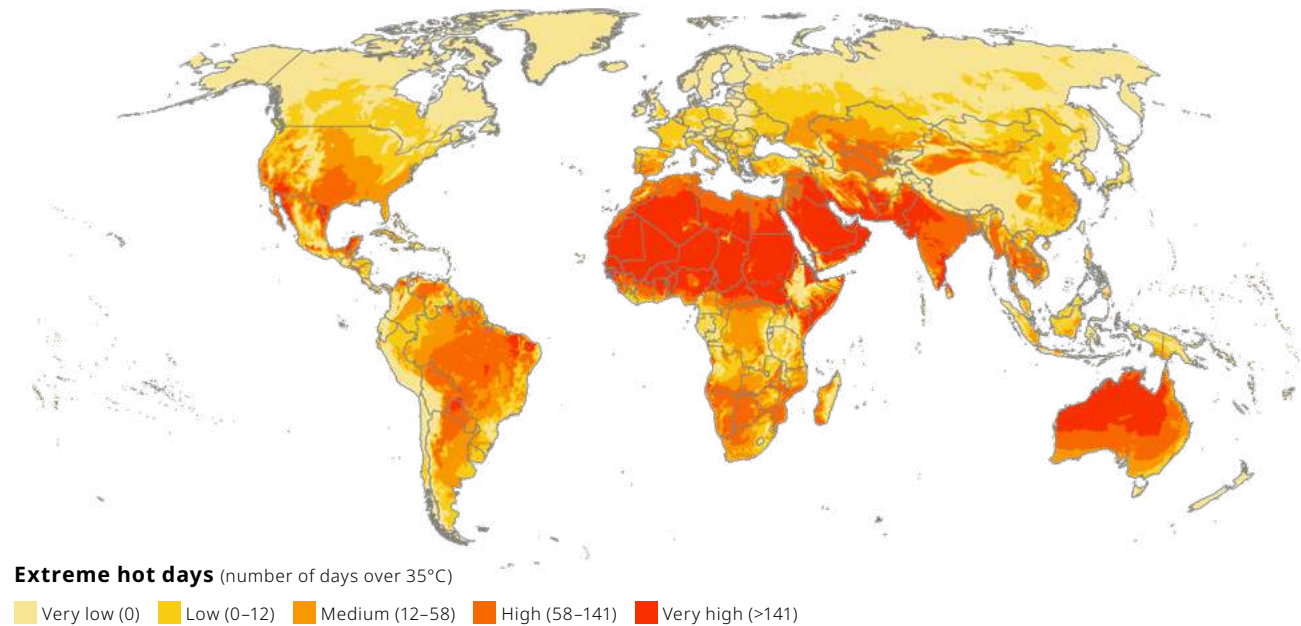 Extreme hot days (number of days over 35°C)
Very low (0) Low (0–12) Medium (12–58) High (58–141) Very high (>141)